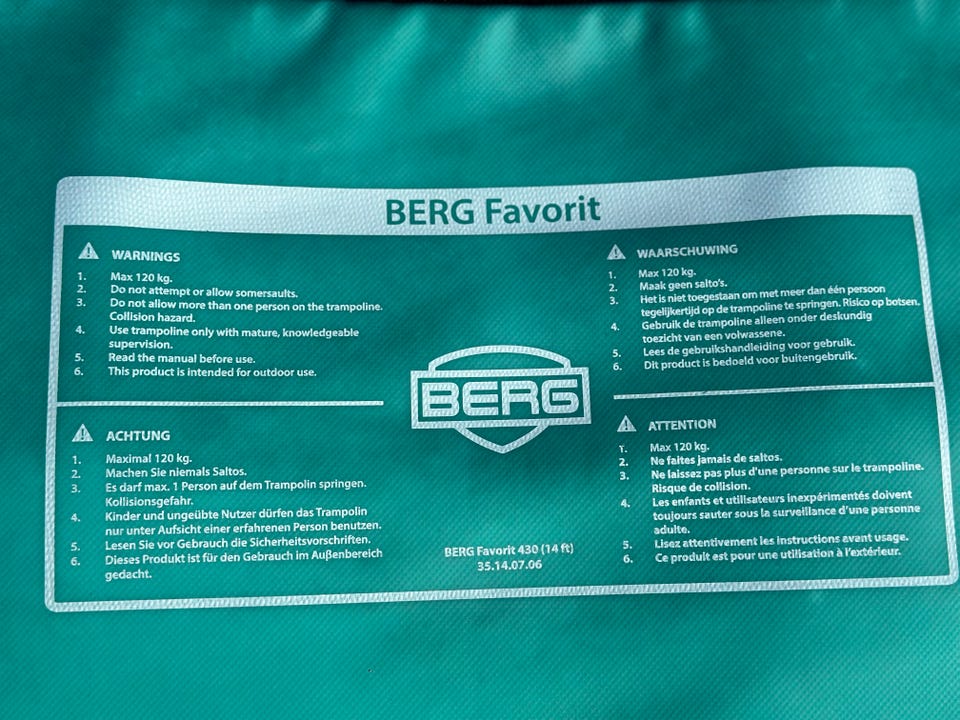 BERG Favorit
WARNINGS
1. Max 120 kg.
2. Do not attempt or allow somersaults.
3. Do not allow more than one person on the trampoline.
Collision hazard.
4. Use trampoline only with mature, knowledgeable
supervision.
5. Read the manual before use.
6. This product is intended for outdoor use.
WAARSCHUWING
1. Max 120 kg.
2. Maak geen salto's.
3. Het is niet toegestaan om met meer dan één persoon
tegelijkertijd op de trampoline te springen. Risico op botsen.
4. Gebruik de trampoline alleen onder deskundig
toezicht van een volwassene.
5. Lees de gebruikshandleiding voor gebruik.
6. Dit product is bedoeld voor buitengebruik.
BERG
ACHTUNG
1. Maximal 120 kg.
2. Machen Sie niemals Saltos.
3. Es darf max. 1 Person auf dem Trampolin springen.
Kollisionsgefahr.
4. Kinder und ungeübte Nutzer dürfen das Trampolin
nur unter Aufsicht einer erfahrenen Person benutzen.
5. Lesen Sie vor Gebrauch die Sicherheitsvorschriften.
6. Dieses Produkt ist für den Gebrauch im Außenbereich
gedacht.
ATTENTION
1. Max 120 kg.
2. Ne faites jamais de saltos.
3. Ne laissez pas plus d'une personne sur le trampoline.
Risque de collision.
4. Les enfants et utilisateurs inexpérimentés doivent
toujours sauter sous la surveillance d'une personne
adulte.
5. Lisez attentivement les instructions avant usage.
6. Ce produit est pour une utilisation à l'extérieur.
BERG Favorit 430 (14 ft)
35.14.07.06